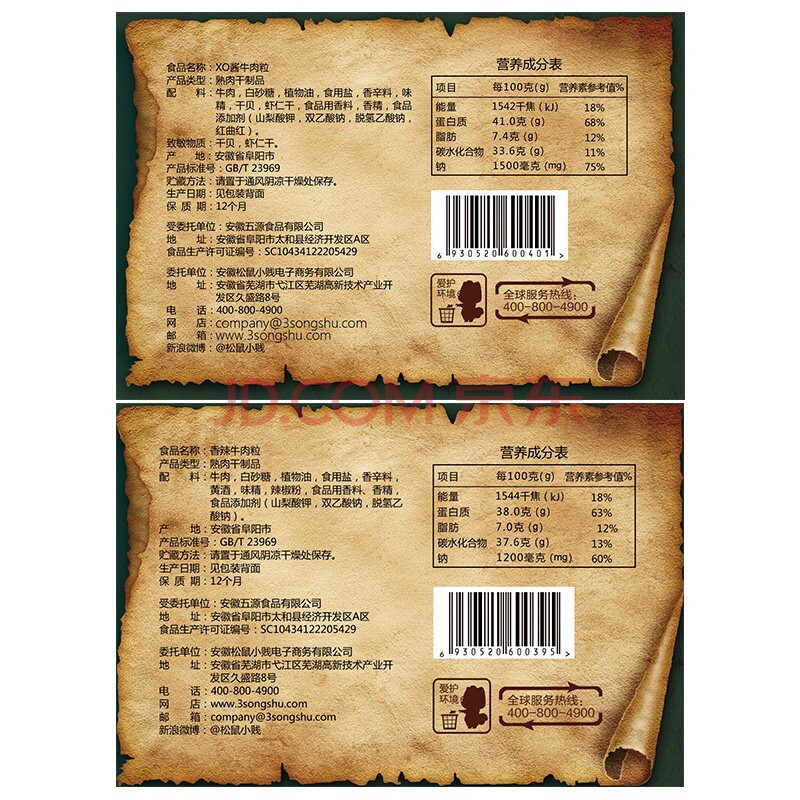 食品名称：XO酱牛肉粒
产品类型：熟肉干制品
配　　料：牛肉，白砂糖，植物油，食用盐，香辛料，味
精，干贝，虾仁干，食品用香料，香精，食品
添加剂（山梨酸钾，双乙酸钠，脱氢乙酸钠，
红曲红）。
致敏物质：干贝，虾仁干。
产　　地：安徽省阜阳市
产品标准号：GB/T 23969
贮藏方法：请置于通风阴凉干燥处保存。
生产日期：见包装背面
保 质 期：12个月
受委托单位：安徽五源食品有限公司
地　　址：安徽省阜阳市太和县经济开发区A区
食品生产许可证编号：SC10434122205429
委托单位：安徽松鼠小贱电子商务有限公司
地　　址：安徽省芜湖市弋江区芜湖高新技术产业开
发区久盛路8号
电　　话：400-800-4900
网　　店：company@3songshu.com
邮　　箱：www.3songshu.com
新浪微博：@松鼠小贱
营养成分表
项目 每100克(g) 营养素参考值%
能量 1542千焦(kJ) 18%
蛋白质 41.0克(g) 68%
脂肪 7.4克(g) 12%
碳水化合物 33.6克(g) 11%
钠 1500毫克(mg) 75%
6 930520 600401 >
爱护
环境
全球服务热线：
400-800-4900
JD.COM 京东
食品名称：香辣牛肉粒
产品类型：熟肉干制品
配　　料：牛肉，白砂糖，植物油，食用盐，香辛料，
黄酒，味精，辣椒粉，食品用香料、香精，
食品添加剂（山梨酸钾，双乙酸钠，脱氢乙
酸钠）。
产　　地：安徽省阜阳市
产品标准号：GB/T 23969
贮藏方法：请置于通风阴凉干燥处保存。
生产日期：见包装背面
保 质 期：12个月
受委托单位：安徽五源食品有限公司
地　　址：安徽省阜阳市太和县经济开发区A区
食品生产许可证编号：SC10434122205429
委托单位：安徽松鼠小贱电子商务有限公司
地　　址：安徽省芜湖市弋江区芜湖高新技术产业开
发区久盛路8号
电　　话：400-800-4900
网　　店：www.3songshu.com
邮　　箱：company@3songshu.com
新浪微博：@松鼠小贱
营养成分表
项目 每100克(g) 营养素参考值%
能量 1544千焦(kJ) 18%
蛋白质 38.0克(g) 63%
脂肪 7.0克(g) 12%
碳水化合物 37.6克(g) 13%
钠 1200毫克(mg) 60%
6 930520 600395 >
爱护
环境
全球服务热线：
400-800-4900